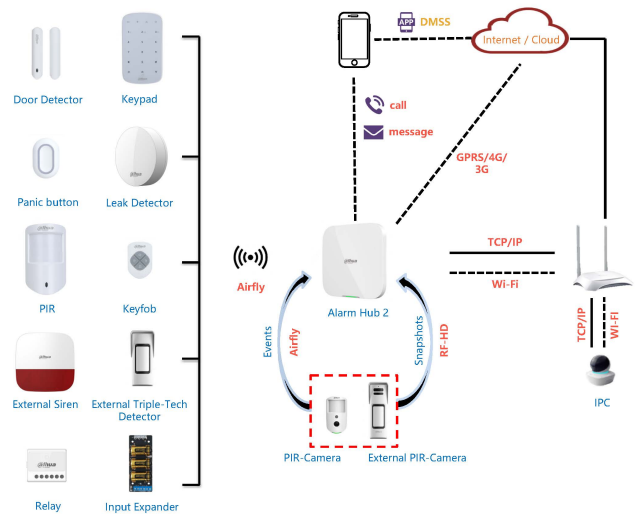 APP
DMSS
Internet / Cloud
Door Detector
Keypad
call
message
GPRS/4G/
3G
Panic button
Leak Detector
TCP/IP
Wi-Fi
Airfly
Alarm Hub 2
PIR
Keyfob
Events
Airfly
Snapshots
RF-HD
TCP/IP
WI-FI
IPC
External Siren
External Triple-Tech
Detector
PIR-Camera
External PIR-Camera
alhua
Relay
Input Expander